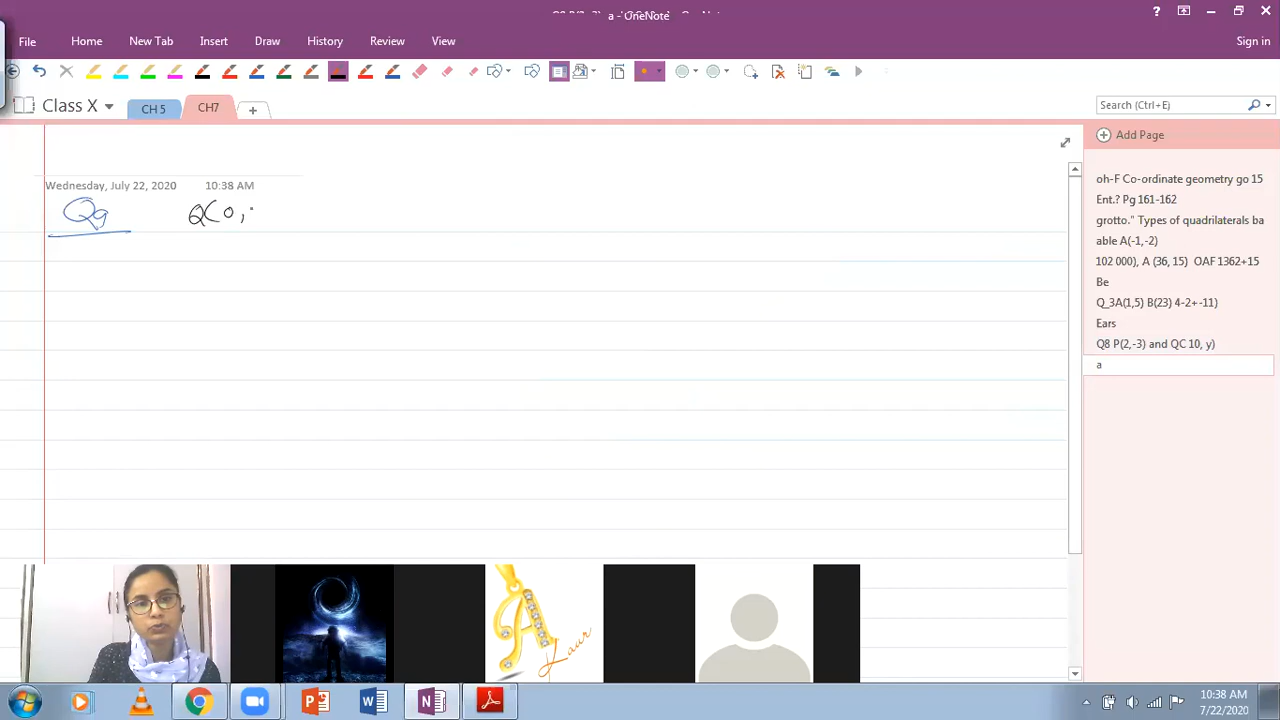 a - OneNote
File Home New Tab Insert Draw History Review View Sign in
Class X CH 5 CH7 Search (Ctrl+E)
Add Page
Wednesday, July 22, 2020 10:38 AM
Q9 Q(0,
oh-F Co-ordinate geometry go 15
Ent.? Pg 161-162
grotto." Types of quadrilaterals ba
able A(-1,-2)
102 000), A (36, 15) OAF 1362+15
Be
Q_3A(1,5) B(23) 4-2+-11)
Ears
Q8 P(2,-3) and QC 10, y)
a
A
Kaur
10:38 AM
7/22/2020